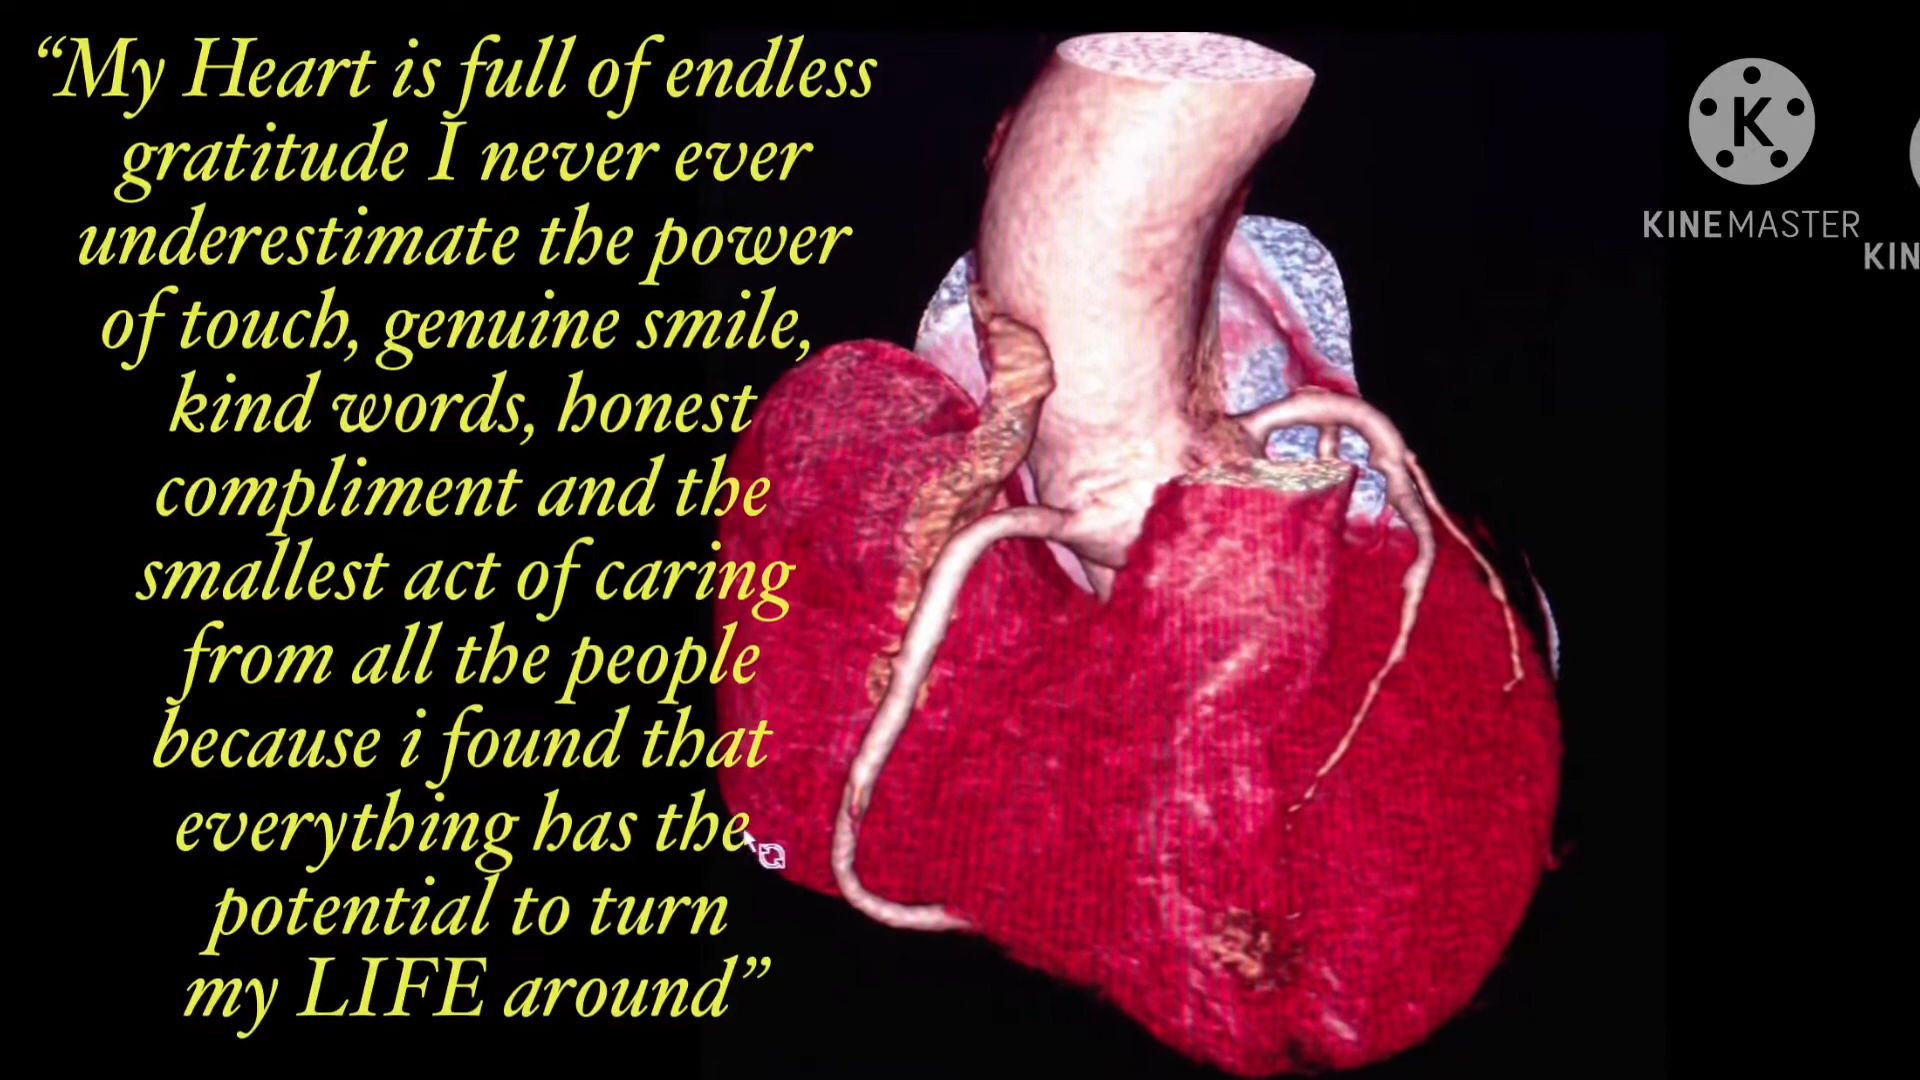 “My Heart is full of endless
gratitude I never ever
underestimate the power
of touch, genuine smile,
kind words, honest
compliment and the
smallest act of caring
from all the people
because i found that
everything has the
potential to turn
my LIFE around”
K
KINEMASTER
KIN